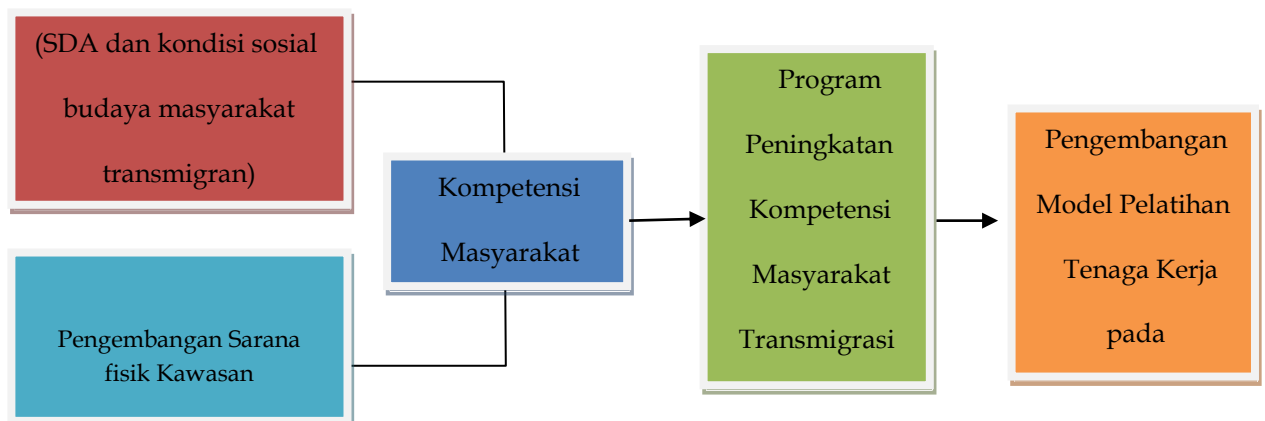 (SDA dan kondisi sosial
budaya masyarakat
transmigran)
Pengembangan Sarana
fisik Kawasan
Kompetensi
Masyarakat
Program
Peningkatan
Kompetensi
Masyarakat
Transmigrasi
Pengembangan
Model Pelatihan
Tenaga Kerja
pada